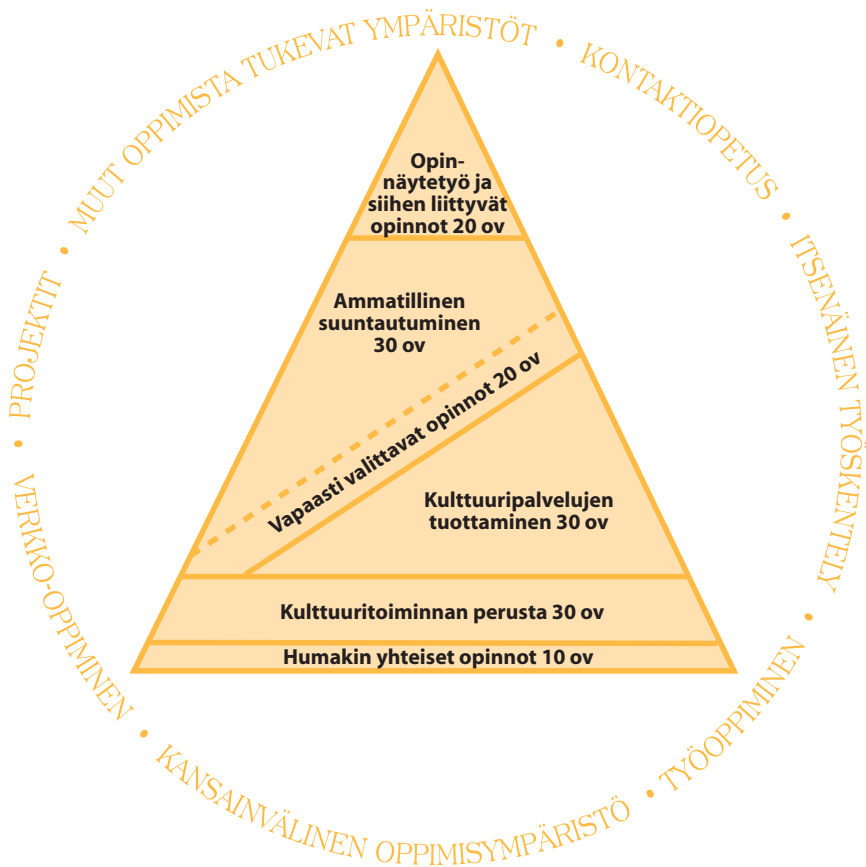 MUUT OPPIMISTA TUKEVAT YMPÄRISTÖT • KONTAKTIOPETUS • ITSENÄINEN TYÖSKENTELY • TYÖOPPIMINEN • KANSAINVÄLINEN OPPIMISYMPÄRISTÖ • VERKKO-OPPIMINEN • PROJEKTIT •
Opin-
näytetyö ja
siihen liittyvät
opinnot 20 ov
Ammatillinen
suuntautuminen
30 ov
Vapaasti valittavat opinnot 20 ov
Kulttuuripalvelujen
tuottaminen 30 ov
Kulttuuritoiminnan perusta 30 ov
Humakin yhteiset opinnot 10 ov